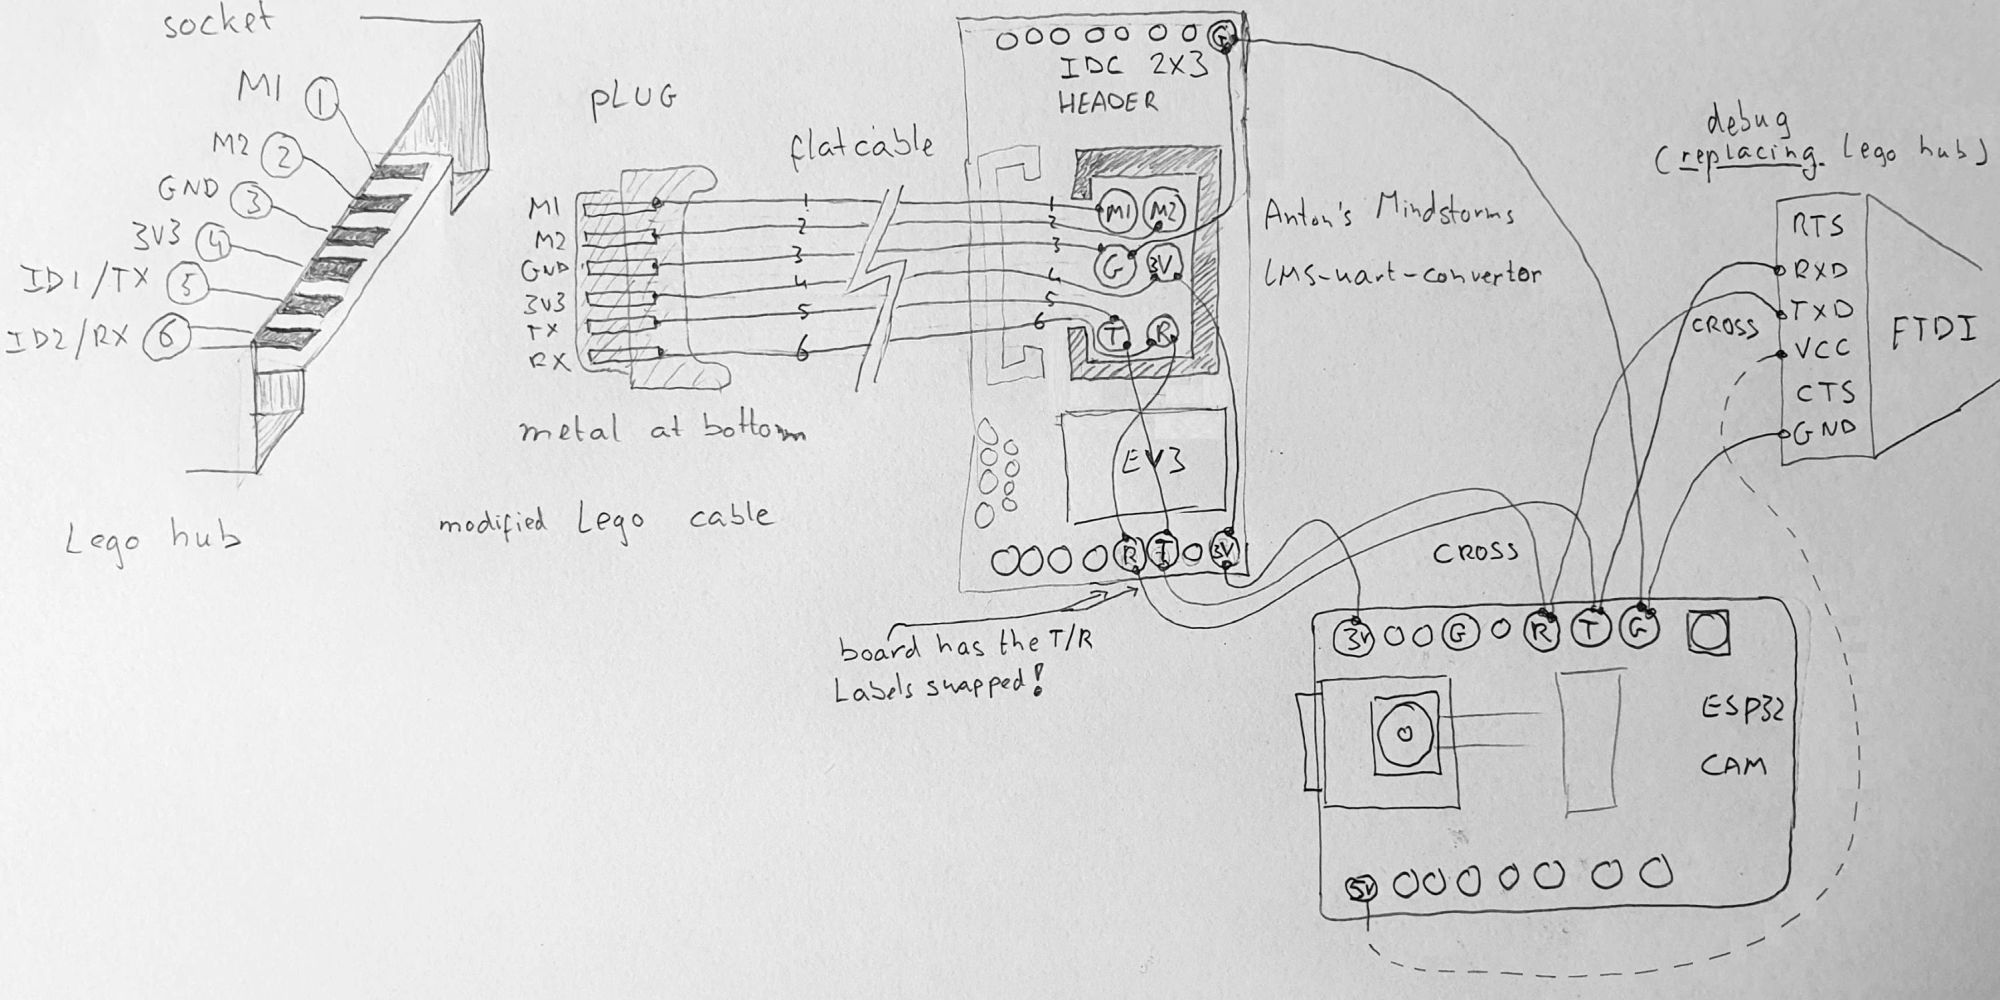 socket
M1 1
M2 2
GND 3
3V3 4
ID1/TX 5
ID2/RX 6
Lego hub
PLUG
M1
M2
GND
3V3
TX
RX
metal at bottom
modified Lego cable
flatcable
1
2
3
4
5
6
G
IDC 2X3
HEADER
1
2
3
4
5
6
M1 M2
G 3V
T R
EV3
R T 3V
board has the T/R
Labels swapped!
Anton's Mindstorms
LMS-uart-convertor
debug
(replacing Lego hub)
RTS
RXD
TXD
VCC
CTS
GND
CROSS
FTDI
CROSS
3V G R T G
ESP32
CAM
5V